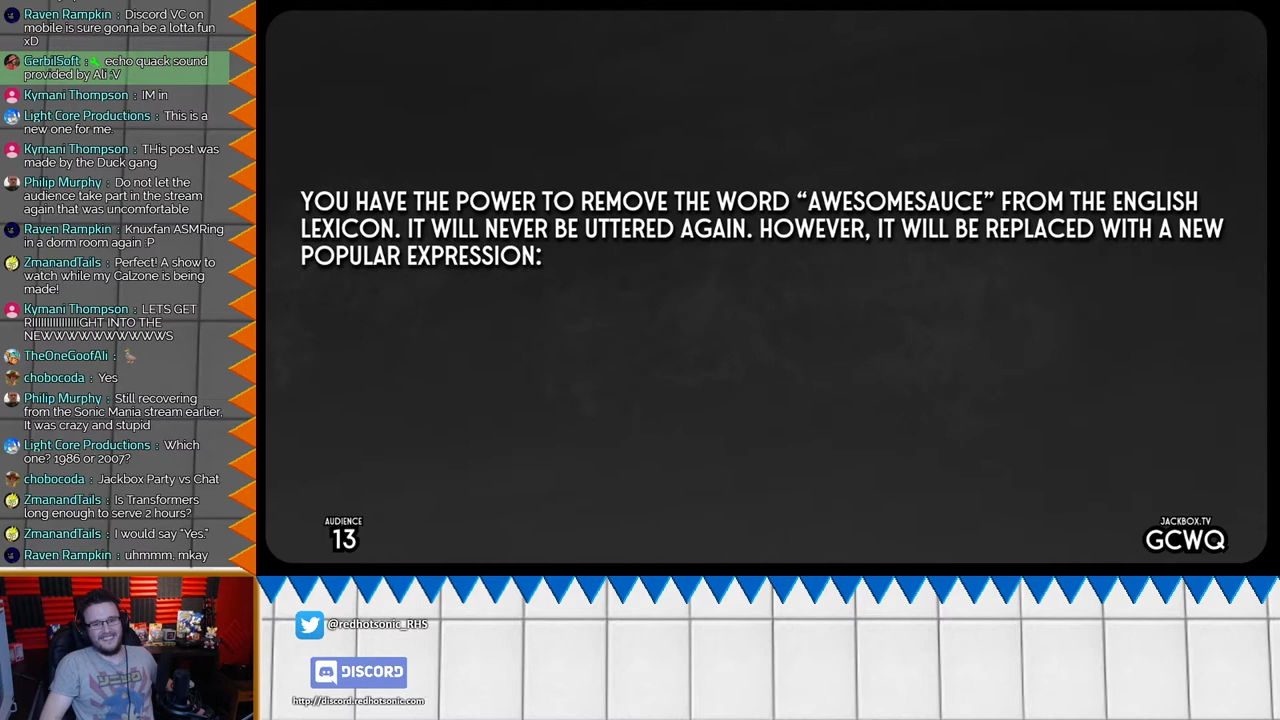 Raven Rampkin : Discord VC on
mobile is sure gonna be a lotta fun
xD
GerbilSoft : echo quack sound
provided by Ali :V
Kymani Thompson : IM in
Light Core Productions : This is a
new one for me.
Kymani Thompson : THis post was
made by the Duck gang
Philip Murphy : Do not let the
audience take part in the stream
again that was uncomfortable
Raven Rampkin : Knuxfan ASMRing
in a dorm room again :P
ZmanandTails : Perfect! A show to
watch while my Calzone is being
made!
Kymani Thompson : LETS GET
RIIIIIIIIIIIIIIIGHT INTO THE
NEWWWWWWWWWWS
TheOneGoofAli :
chobocoda : Yes
Philip Murphy : Still recovering
from the Sonic Mania stream earlier,
It was crazy and stupid
Light Core Productions : Which
one? 1986 or 2007?
chobocoda : Jackbox Party vs Chat
ZmanandTails : Is Transformers
long enough to serve 2 hours?
ZmanandTails : I would say "Yes."
Raven Rampkin : uhmmm, mkay
YOU HAVE THE POWER TO REMOVE THE WORD “AWESOMESAUCE” FROM THE ENGLISH
LEXICON. IT WILL NEVER BE UTTERED AGAIN. HOWEVER, IT WILL BE REPLACED WITH A NEW
POPULAR EXPRESSION:
AUDIENCE
13
JACKBOX.TV
GCWQ
@redhotsonic_RHS
DISCORD
http://discord.redhotsonic.com